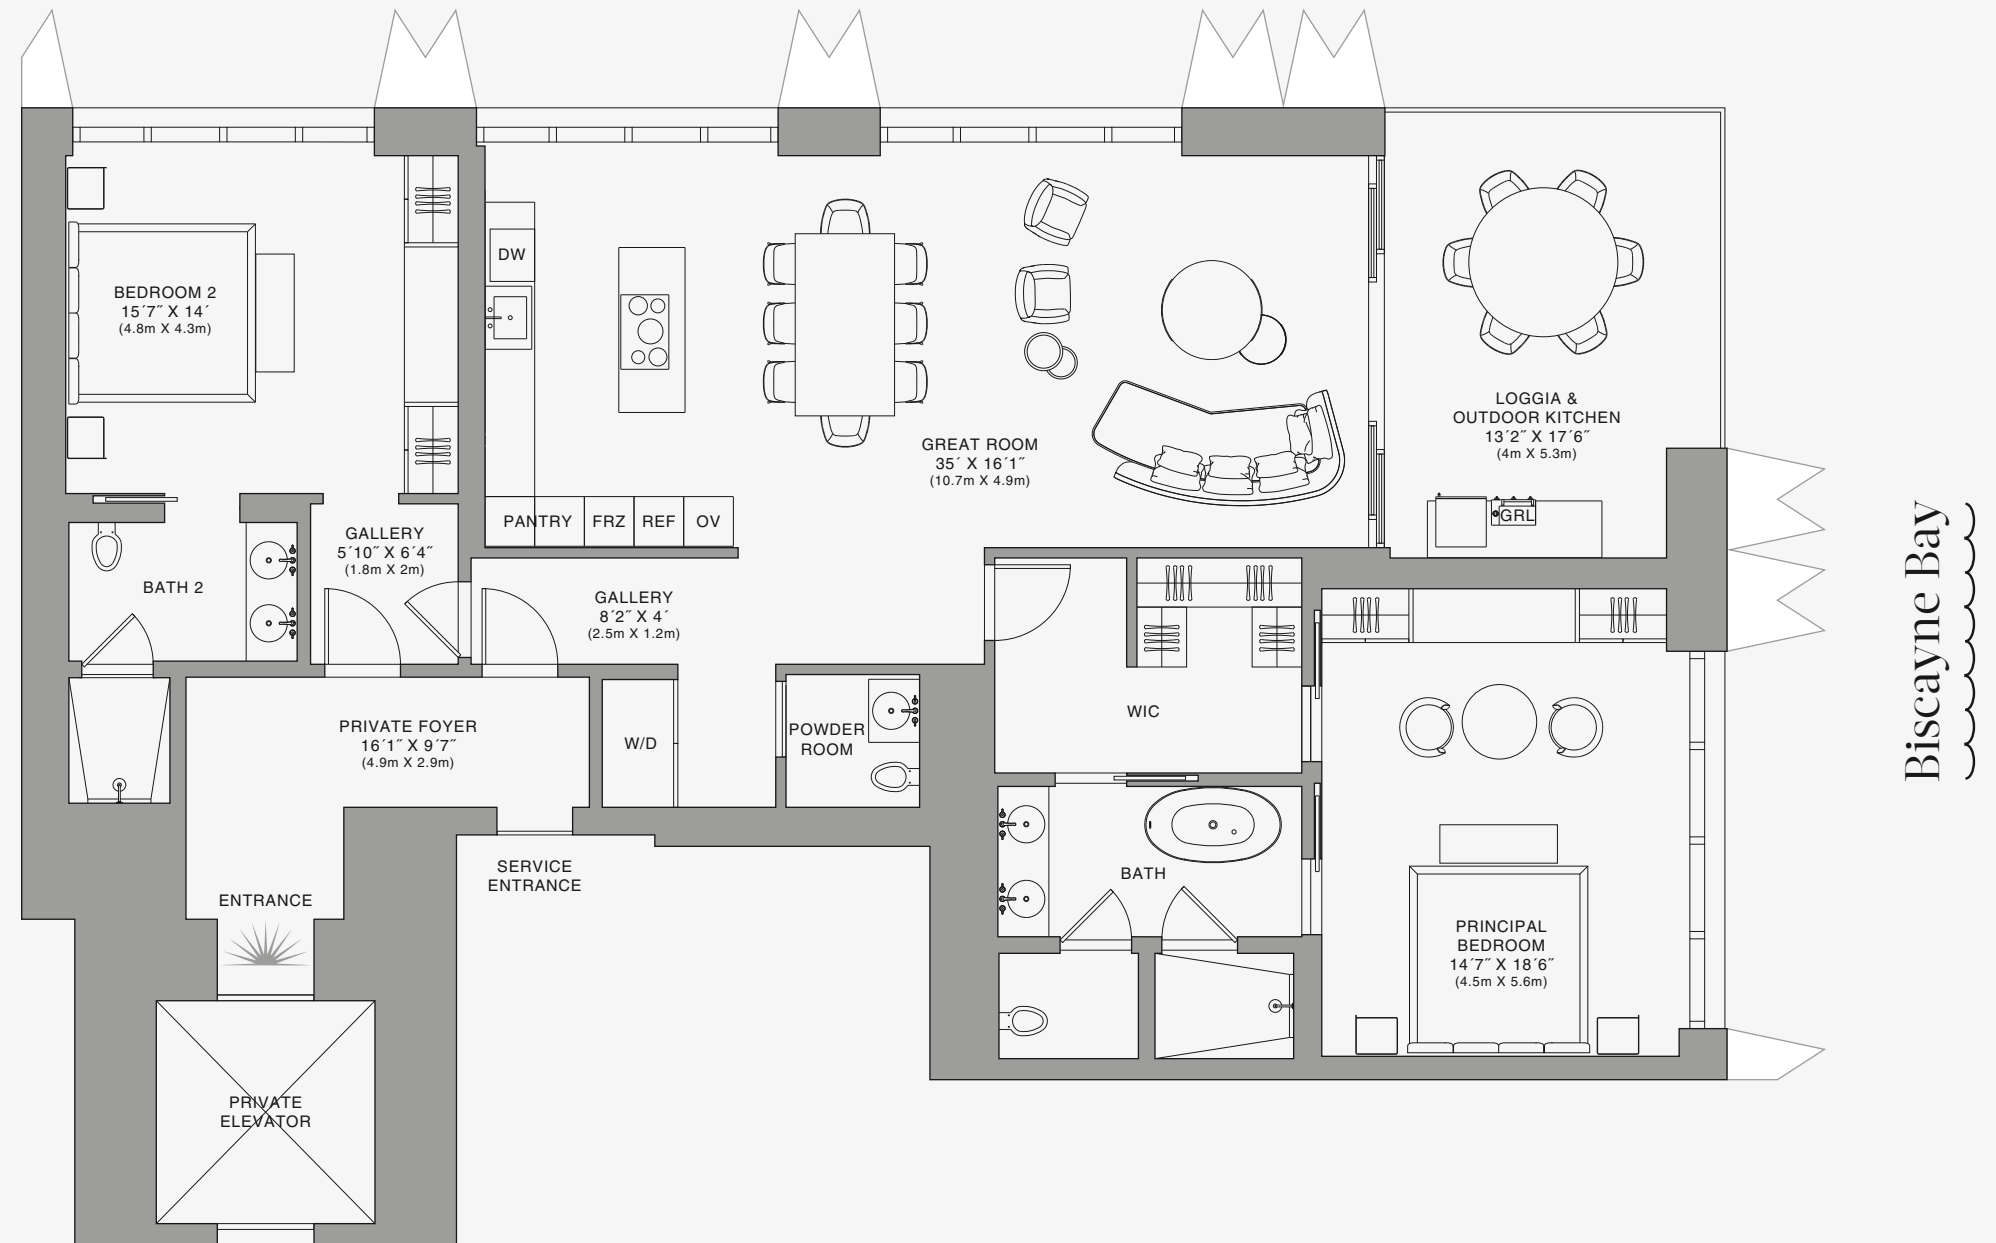 BEDROOM 2
15´7˝ X 14´
(4.8m X 4.3m)
DW
GREAT ROOM
35´ X 16´1˝
(10.7m X 4.9m)
LOGGIA &
OUTDOOR KITCHEN
13´2˝ X 17´6˝
(4m X 5.3m)
GRL
PANTRY
FRZ
REF
OV
GALLERY
5´10˝ X 6´4˝
(1.8m X 2m)
BATH 2
GALLERY
8´2˝ X 4´
(2.5m X 1.2m)
PRIVATE FOYER
16´1˝ X 9´7˝
(4.9m X 2.9m)
W/D
POWDER
ROOM
WIC
BATH
SERVICE
ENTRANCE
ENTRANCE
PRINCIPAL
BEDROOM
14´7˝ X 18´6˝
(4.5m X 5.6m)
PRIVATE
ELEVATOR
Biscayne Bay